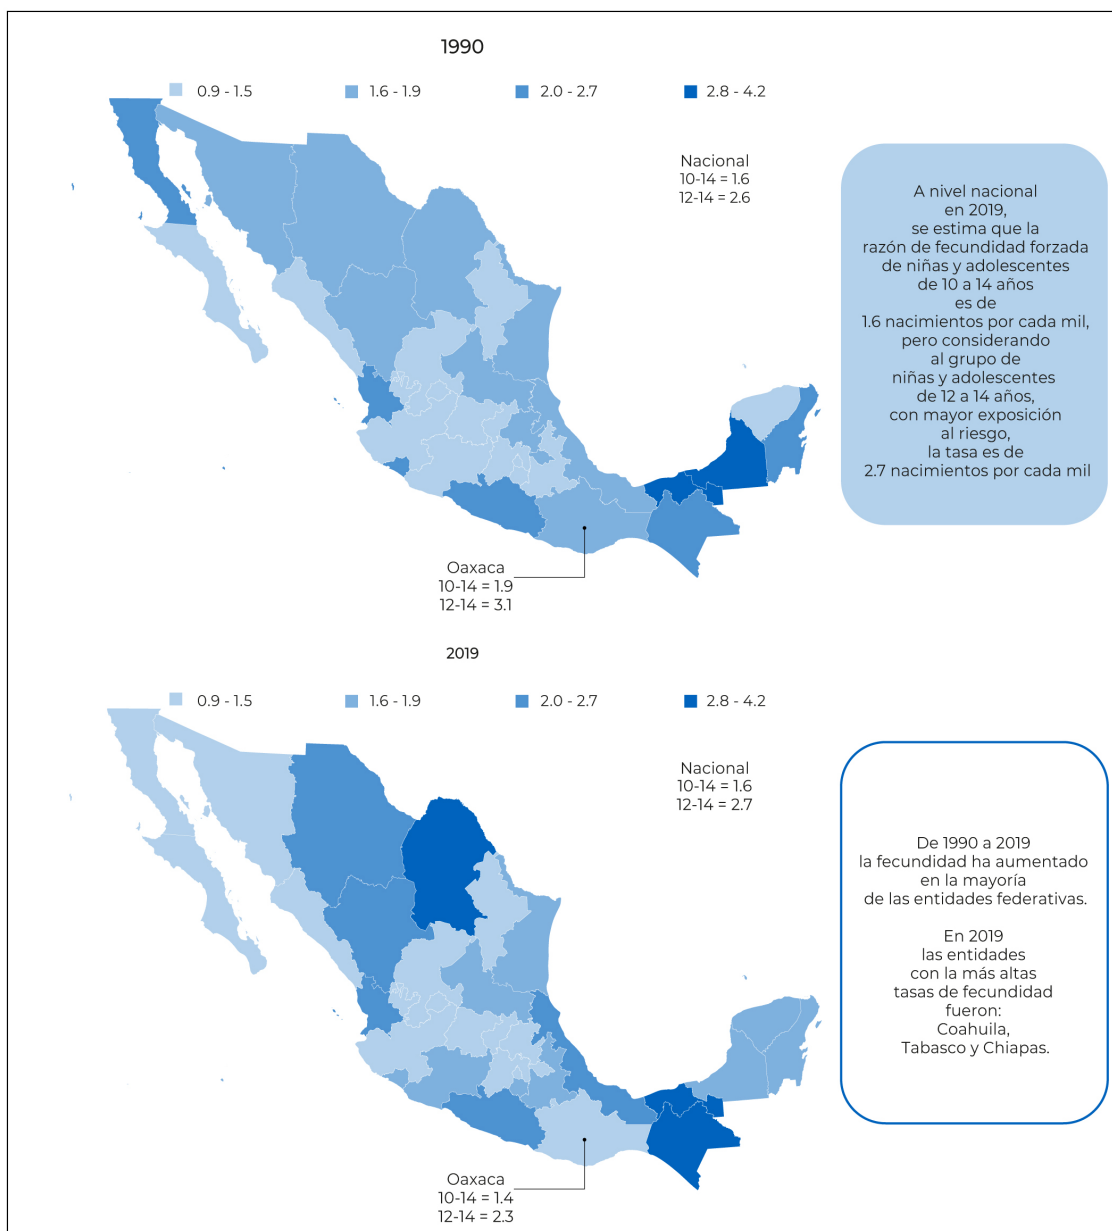 1990
0.9 - 1.5
1.6 - 1.9
2.0 - 2.7
2.8 - 4.2
Nacional
10-14 = 1.6
12-14 = 2.6
A nivel nacional
en 2019,
se estima que la
razón de fecundidad forzada
de niñas y adolescentes
de 10 a 14 años
es de
1.6 nacimientos por cada mil,
pero considerando
al grupo de
niñas y adolescentes
de 12 a 14 años,
con mayor exposición
al riesgo,
la tasa es de
2.7 nacimientos por cada mil
Oaxaca
10-14 = 1.9
12-14 = 3.1
2019
0.9 - 1.5
1.6 - 1.9
2.0 - 2.7
2.8 - 4.2
Nacional
10-14 = 1.6
12-14 = 2.7
De 1990 a 2019
la fecundidad ha aumentado
en la mayoría
de las entidades federativas.
En 2019
las entidades
con la más altas
tasas de fecundidad
fueron:
Coahuila,
Tabasco y Chiapas.
Oaxaca
10-14 = 1.4
12-14 = 2.3